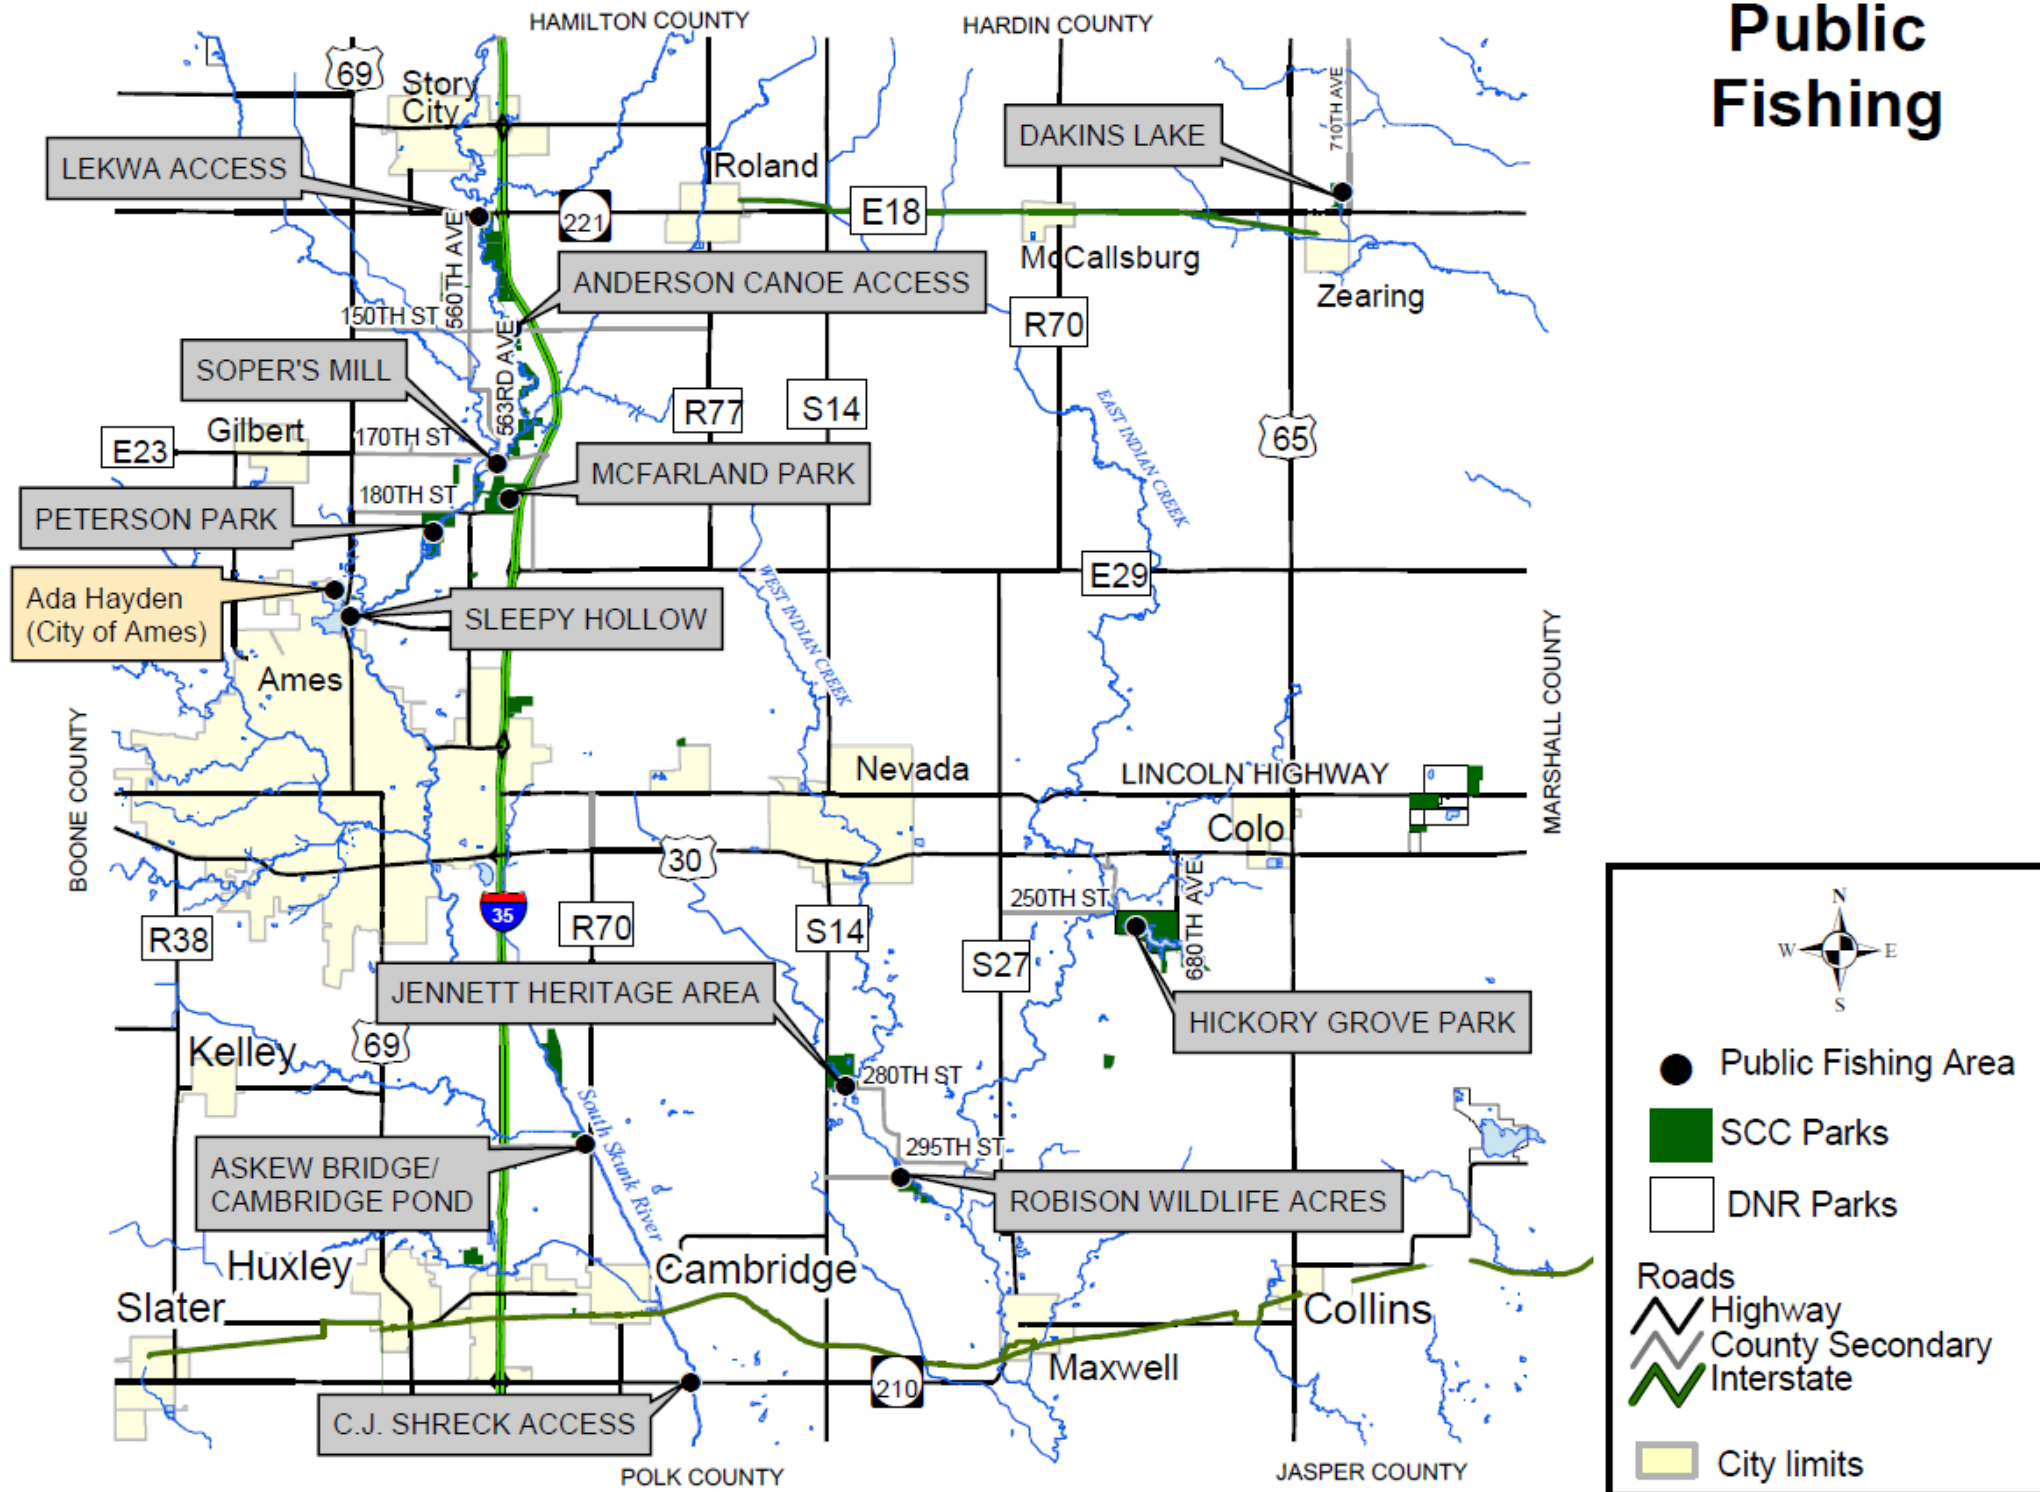 Public
Fishing
HAMILTON COUNTY
HARDIN COUNTY
69
Story
City
710TH AVE
DAKINS LAKE
LEKWA ACCESS
Roland
221
E18
560TH AVE
McCallsburg
ANDERSON CANOE ACCESS
Zearing
150TH ST
R70
563RD AVE
SOPER'S MILL
R77
S14
EAST INDIAN CREEK
65
Gilbert
170TH ST
E23
MCFARLAND PARK
180TH ST
PETERSON PARK
E29
WEST INDIAN CREEK
Ada Hayden
(City of Ames)
SLEEPY HOLLOW
MARSHALL COUNTY
Ames
BOONE COUNTY
Nevada
LINCOLN HIGHWAY
Colo
30
250TH ST
680TH AVE
35
R38
R70
S14
S27
JENNETT HERITAGE AREA
HICKORY GROVE PARK
Kelley
69
280TH ST
South Skunk River
295TH ST
ASKEW BRIDGE/
CAMBRIDGE POND
ROBISON WILDLIFE ACRES
Huxley
Cambridge
Slater
Collins
Maxwell
210
C.J. SHRECK ACCESS
POLK COUNTY
JASPER COUNTY
N
W
E
S
Public Fishing Area
SCC Parks
DNR Parks
Roads
Highway
County Secondary
Interstate
City limits